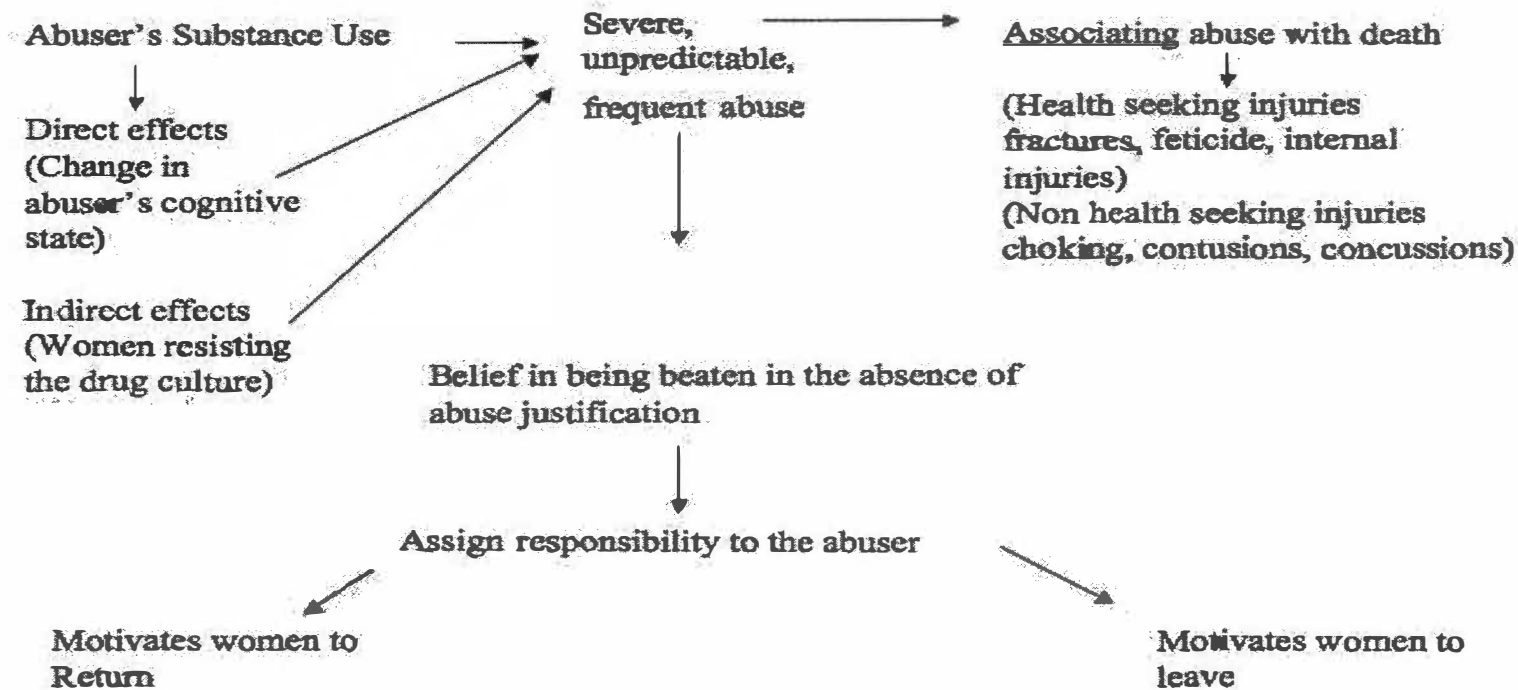 Abuser's Substance Use
Direct effects
(Change in
abuser's cognitive
state)
Indirect effects
(Women resisting
the drug culture)
Severe,
unpredictable,
frequent abuse
Associating abuse with death
(Health seeking injuries
fractures, feticide, internal
injuries)
(Non health seeking injuries
choking, contusions, concussions)
Belief in being beaten in the absence of
abuse justification
Assign responsibility to the abuser
Motivates women to
Return
Motivates women to
leave